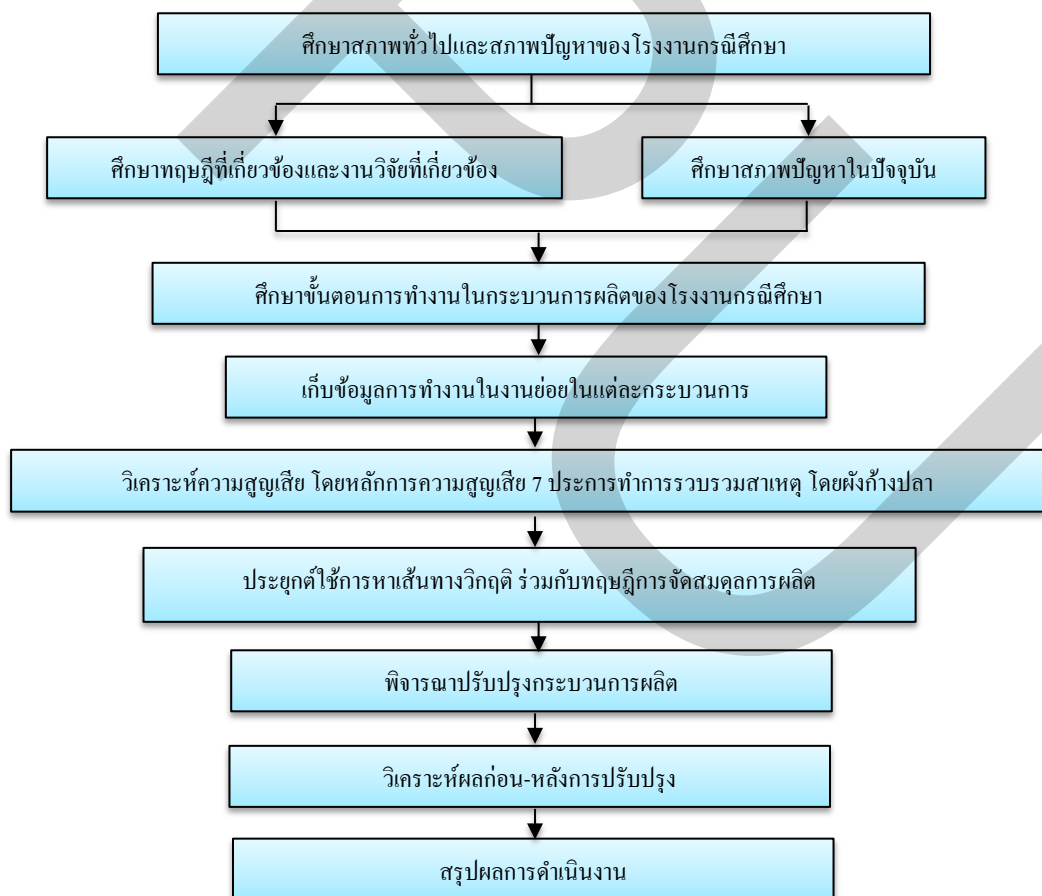 ศึกษาสภาพทั่วไปและสภาพปัญหาของโรงงานกรณีศึกษา
ศึกษาทฤษฎีที่เกี่ยวข้องและงานวิจัยที่เกี่ยวข้อง
ศึกษาสภาพปัญหาในปัจจุบัน
ศึกษาขั้นตอนการทำงานในกระบวนการผลิตของโรงงานกรณีศึกษา
เก็บข้อมูลการทำงานในงานย่อยในแต่ละกระบวนการ
วิเคราะห์ความสูญเสีย โดยหลักการความสูญเสีย 7 ประการทำการรวบรวมสาเหตุ โดยผังก้างปลา
ประยุกต์ใช้การหาเส้นทางวิกฤติ ร่วมกับทฤษฎีการจัดสมดุลการผลิต
พิจารณาปรับปรุงกระบวนการผลิต
วิเคราะห์ผลก่อน-หลังการปรับปรุง
สรุปผลการดำเนินงาน